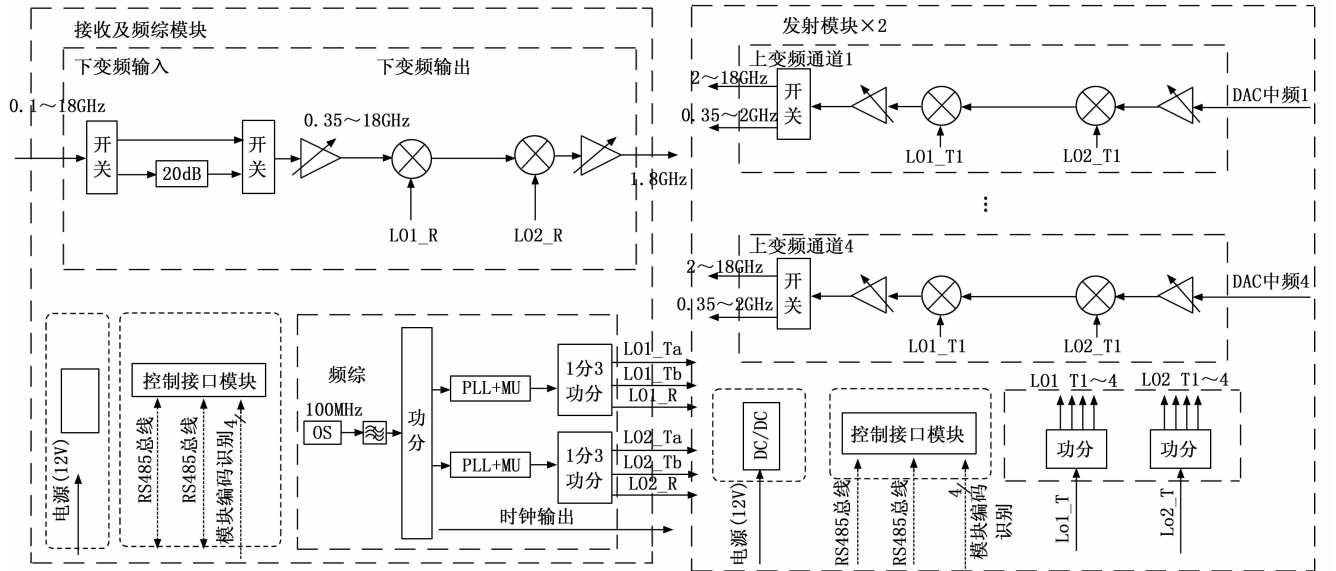 接收及频综模块
下变频输入
下变频输出
0.1～18GHz
开关
20dB
开关
0.35～18GHz
1.8GHz
LO1_R
LO2_R
电源(12V)
控制接口模块
RS485总线
RS485总线
模块编码识别
4
频综
100MHz
OS
功分
PLL+MU
PLL+MU
1分3
功分
1分3
功分
LO1_Ta
LO1_Tb
LO1_R
LO2_Ta
LO2_Tb
LO2_R
时钟输出
发射模块×2
上变频通道1
2～18GHz
0.35～2GHz
开关
LO1_T1
LO2_T1
DAC中频1
⋯
上变频通道4
2～18GHz
0.35～2GHz
开关
LO1_T1
LO2_T1
DAC中频4
DC/DC
电源(12V)
控制接口模块
RS485总线
RS485总线
4
模块编码
识别
LO1 T1～4
LO2 T1～4
功分
功分
Lo1_T
Lo2_T